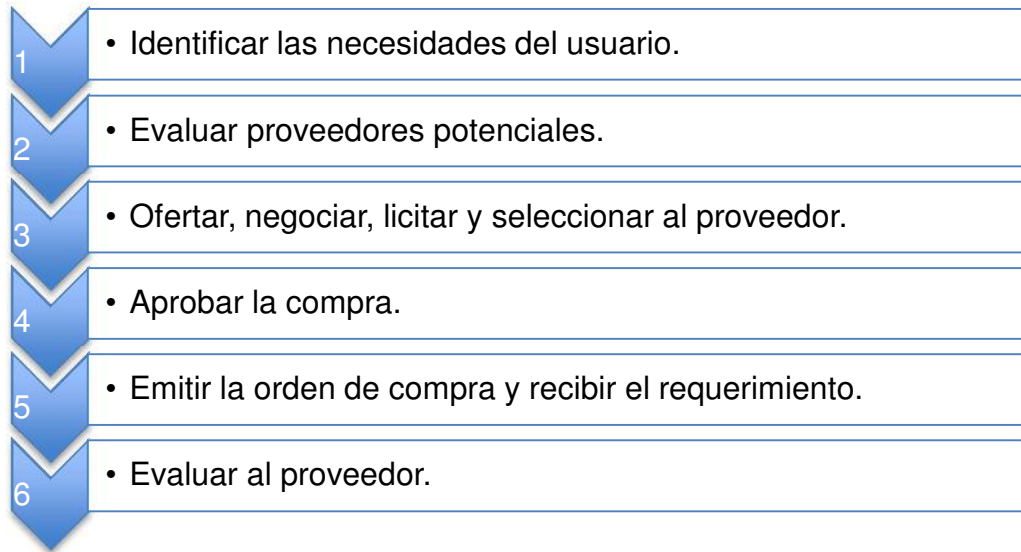 1 • Identificar las necesidades del usuario.
2 • Evaluar proveedores potenciales.
3 • Ofertar, negociar, licitar y seleccionar al proveedor.
4 • Aprobar la compra.
5 • Emitir la orden de compra y recibir el requerimiento.
6 • Evaluar al proveedor.